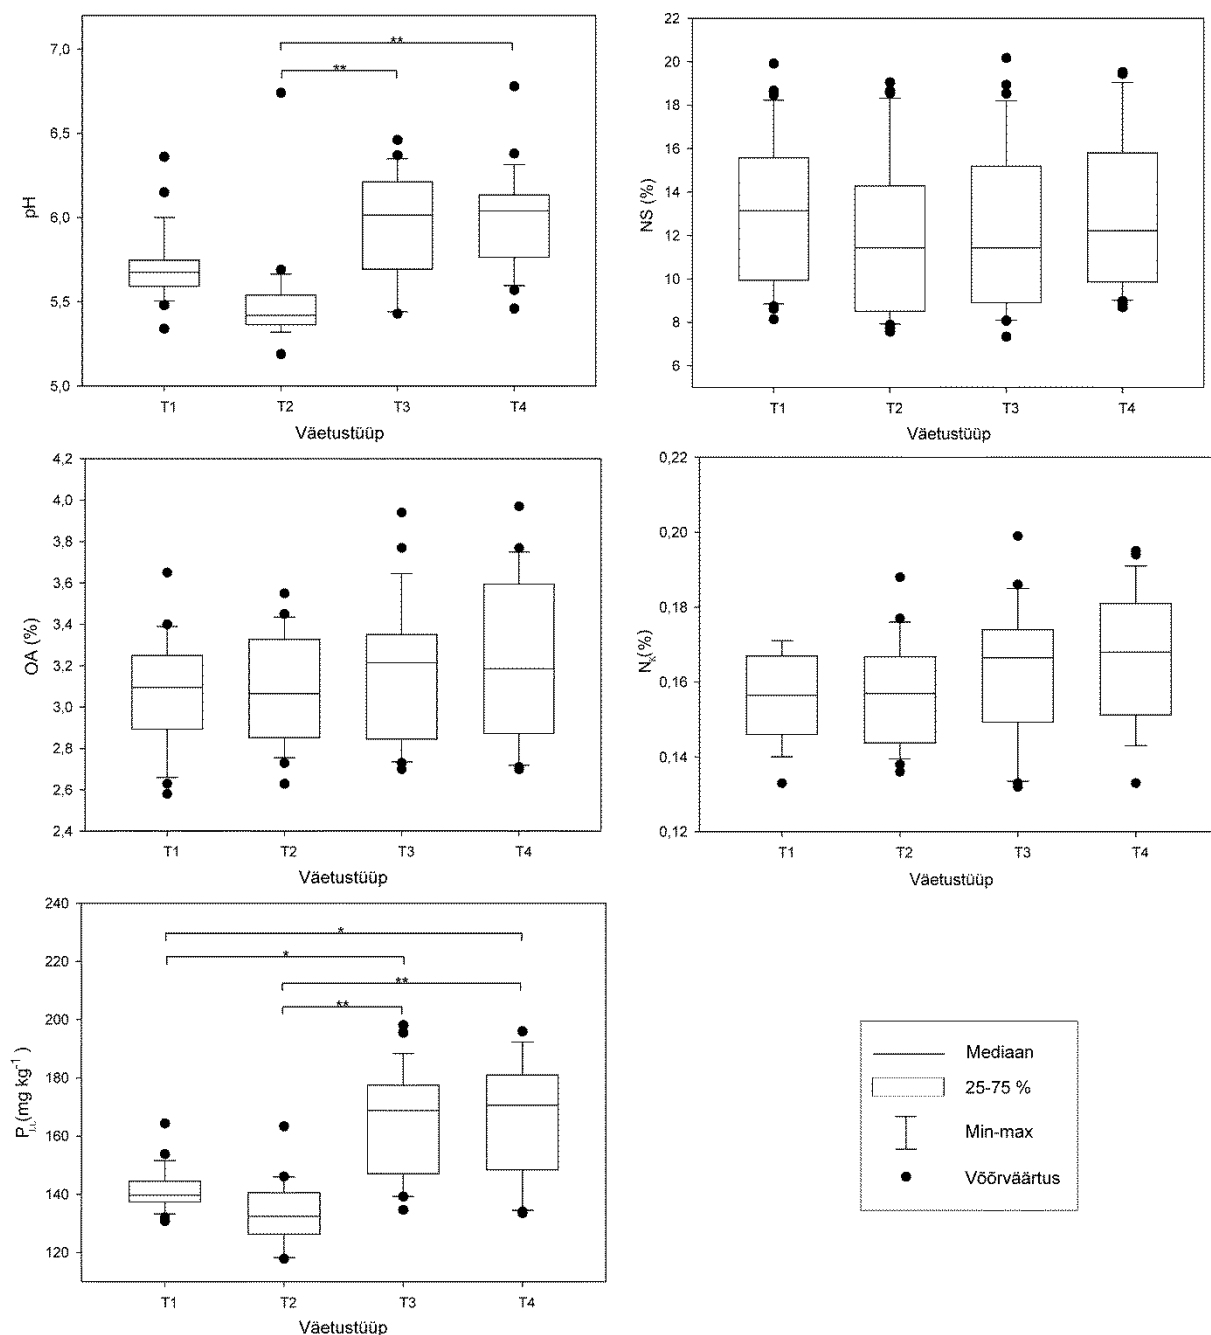 7,0
6,5
6,0
5,5
5,0
pH
**
**
T1
T2
T3
T4
Väetustüüp
22
20
18
16
14
12
10
8
6
NS (%)
T1
T2
T3
T4
Väetustüüp
4,2
4,0
3,8
3,6
3,4
3,2
3,0
2,8
2,6
2,4
OA (%)
T1
T2
T3
T4
Väetustüüp
0,22
0,20
0,18
0,16
0,14
0,12
N (%)
T1
T2
T3
T4
Väetustüüp
240
220
200
180
160
140
120
P (mg kg-1 )
*
*
**
**
T1
T2
T3
T4
Väetustüüp
Mediaan
25-75 %
Min-max
Võõrväärtus